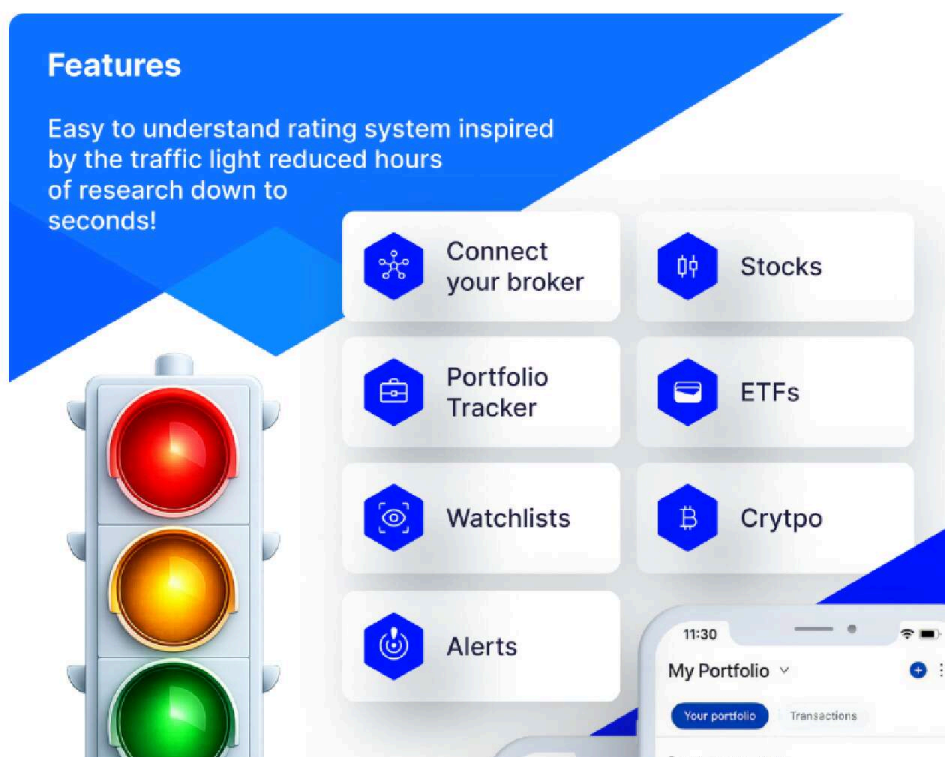 Features
Easy to understand rating system inspired
by the traffic light reduced hours
of research down to
seconds!
Connect
your broker
Stocks
Portfolio
Tracker
ETFs
Watchlists
Crytpo
Alerts
11:30
My Portfolio
Your portfolio
Transactions